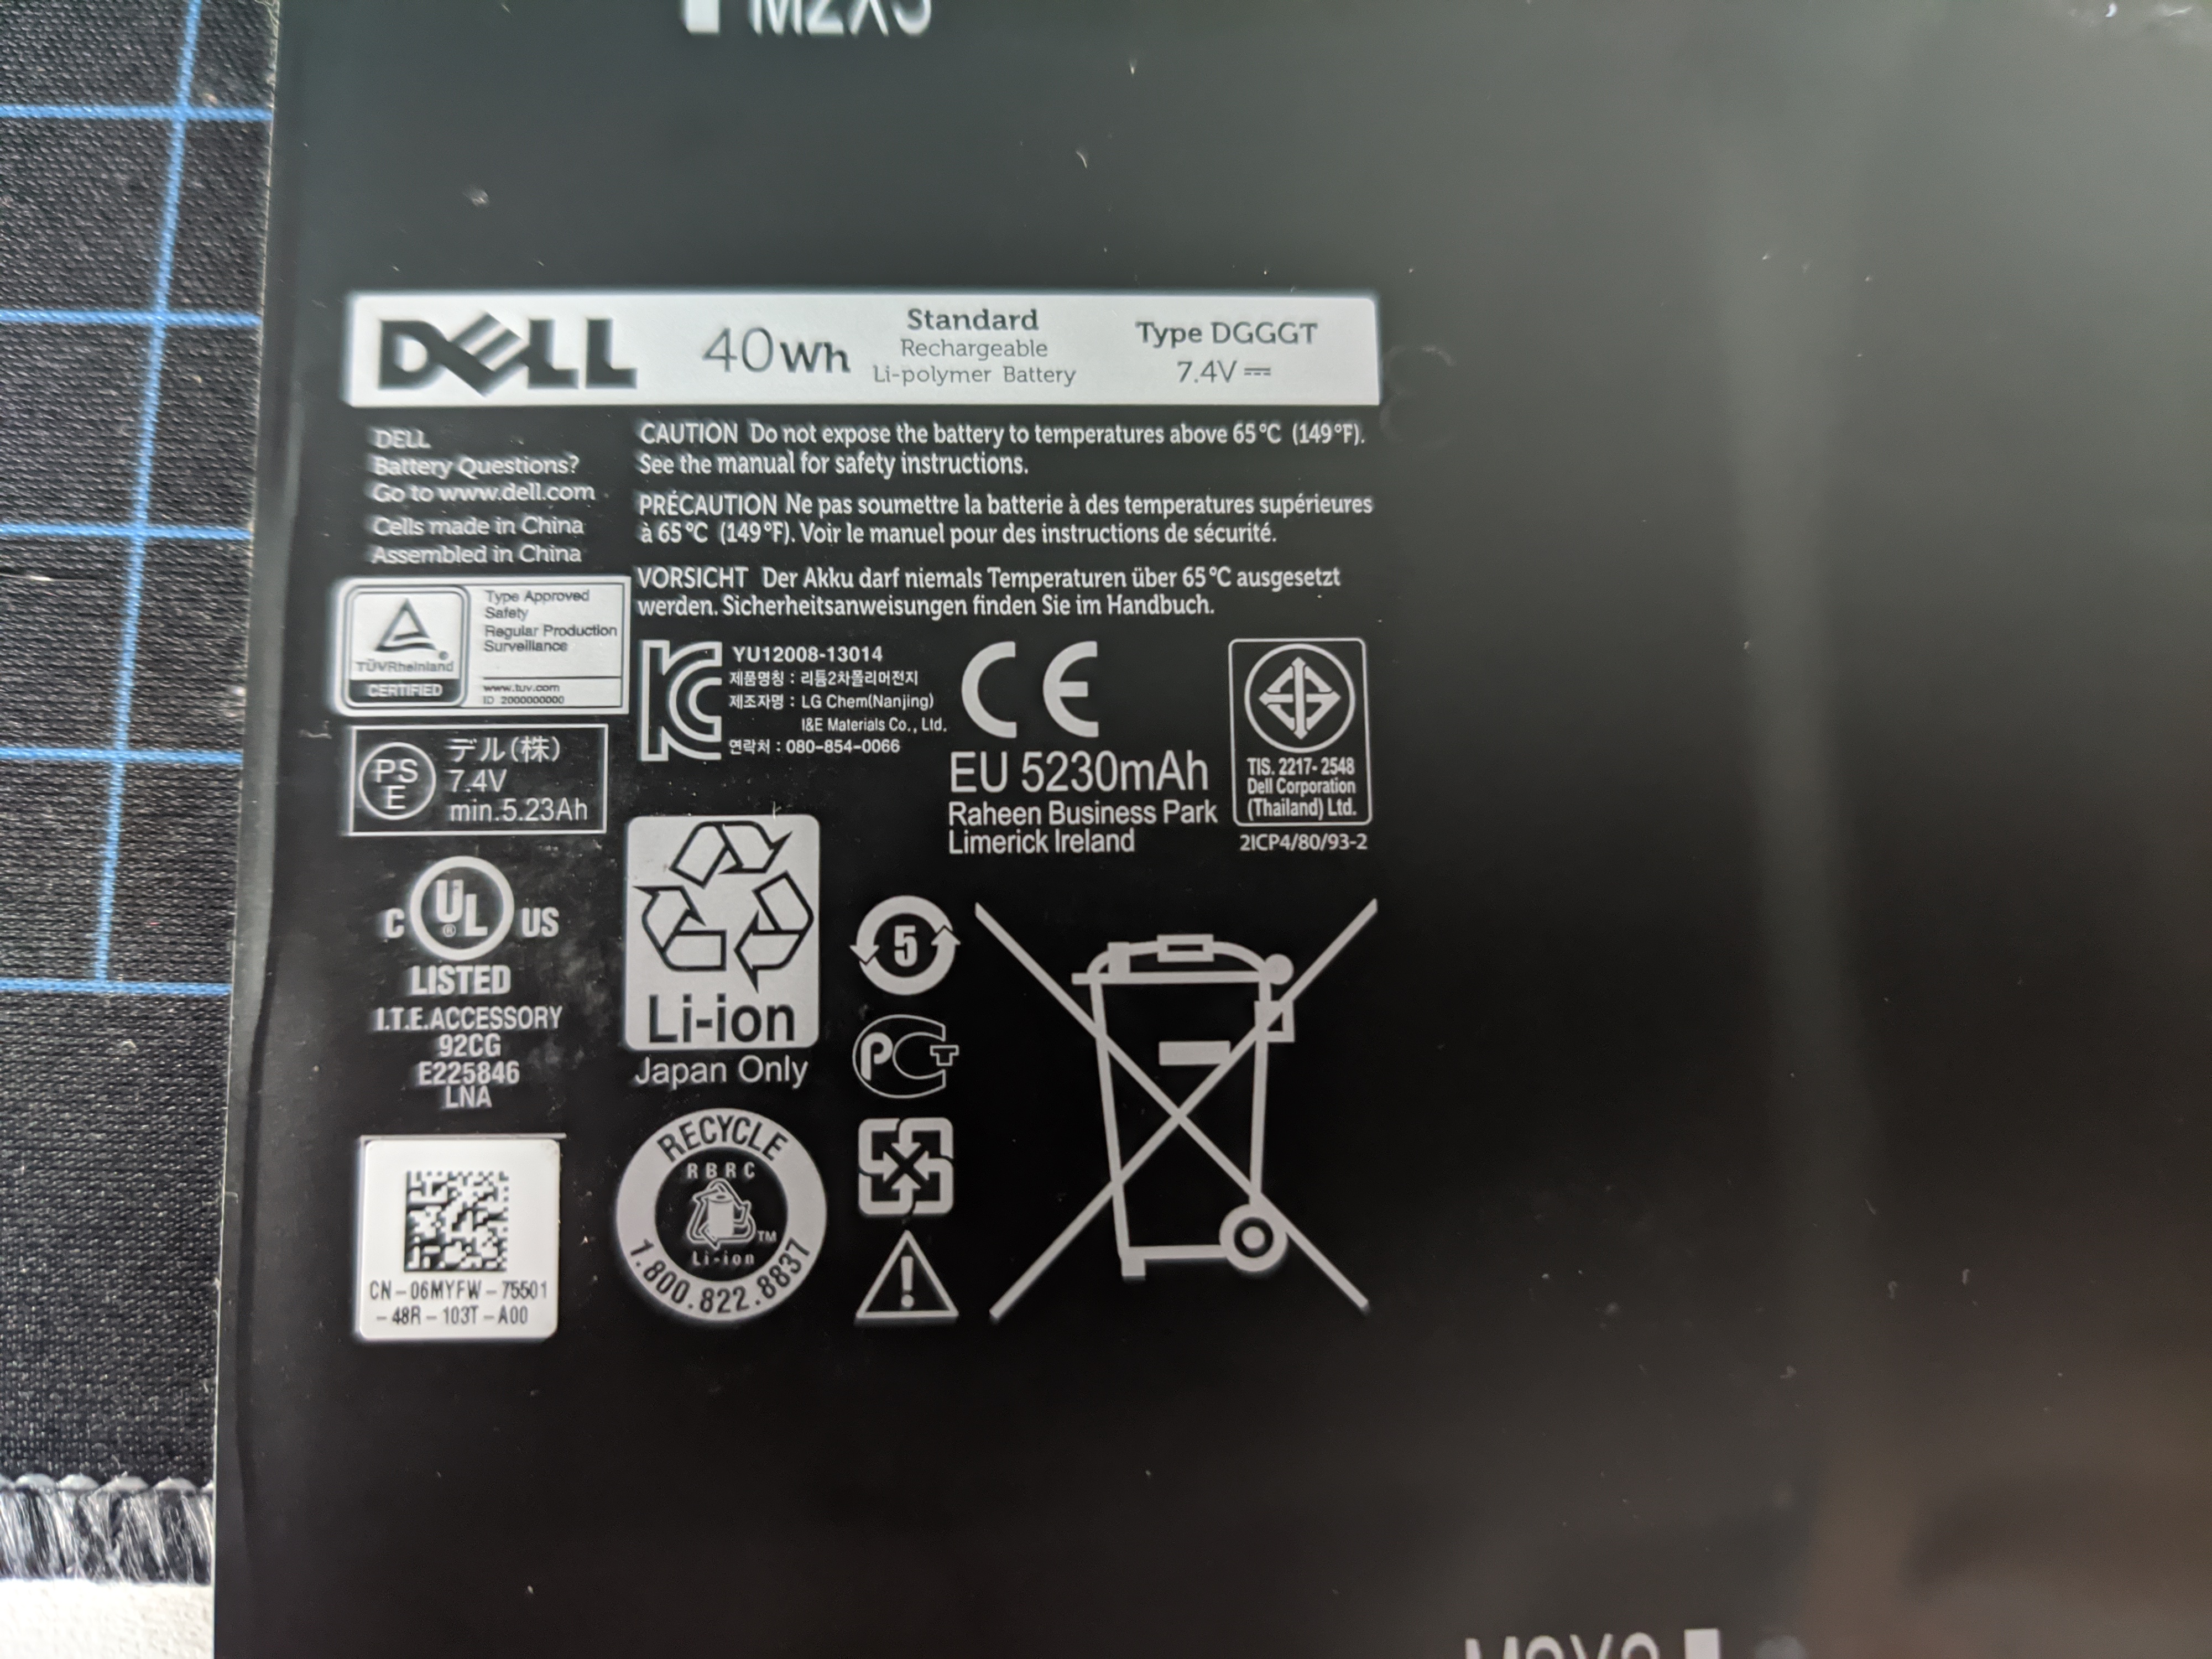 M2X3
DELL
40Wh
Standard
Rechargeable
Li-polymer Battery
Type DGGGT
7.4V
DELL
Battery Questions?
Go to www.dell.com
Cells made in China
Assembled in China
CAUTION Do not expose the battery to temperatures above 65°C (149°F).
See the manual for safety instructions.
PRÉCAUTION Ne pas soumettre la batterie à des temperatures supérieures
à 65°C (149°F). Voir le manuel pour des instructions de sécurité.
VORSICHT Der Akku darf niemals Temperaturen über 65°C ausgesetzt
werden. Sicherheitsanweisungen finden Sie im Handbuch.
TÜVRheinland
CERTIFIED
Type Approved
Safety
Regular Production
Surveillance
www.tuv.com
ID 2000000000
PS
E
デル(株)
7.4V
min.5.23Ah
YU12008-13014
제품명칭 : 리튬2차폴리머전지
제조자명 : LG Chem(Nanjing)
I&E Materials Co., Ltd.
연락처 : 080-854-0066
CE
EU 5230mAh
Raheen Business Park
Limerick Ireland
TIS. 2217-2548
Dell Corporation
(Thailand) Ltd.
2ICP4/80/93-2
C UL® US
LISTED
I.T.E.ACCESSORY
92CG
E225846
LNA
Li-ion
Japan Only
5
PCT
RECYCLE
RBRC
TM
Li-ion
1.800.822.8837
CN-06MYFW-75501
-48R-103T-A00